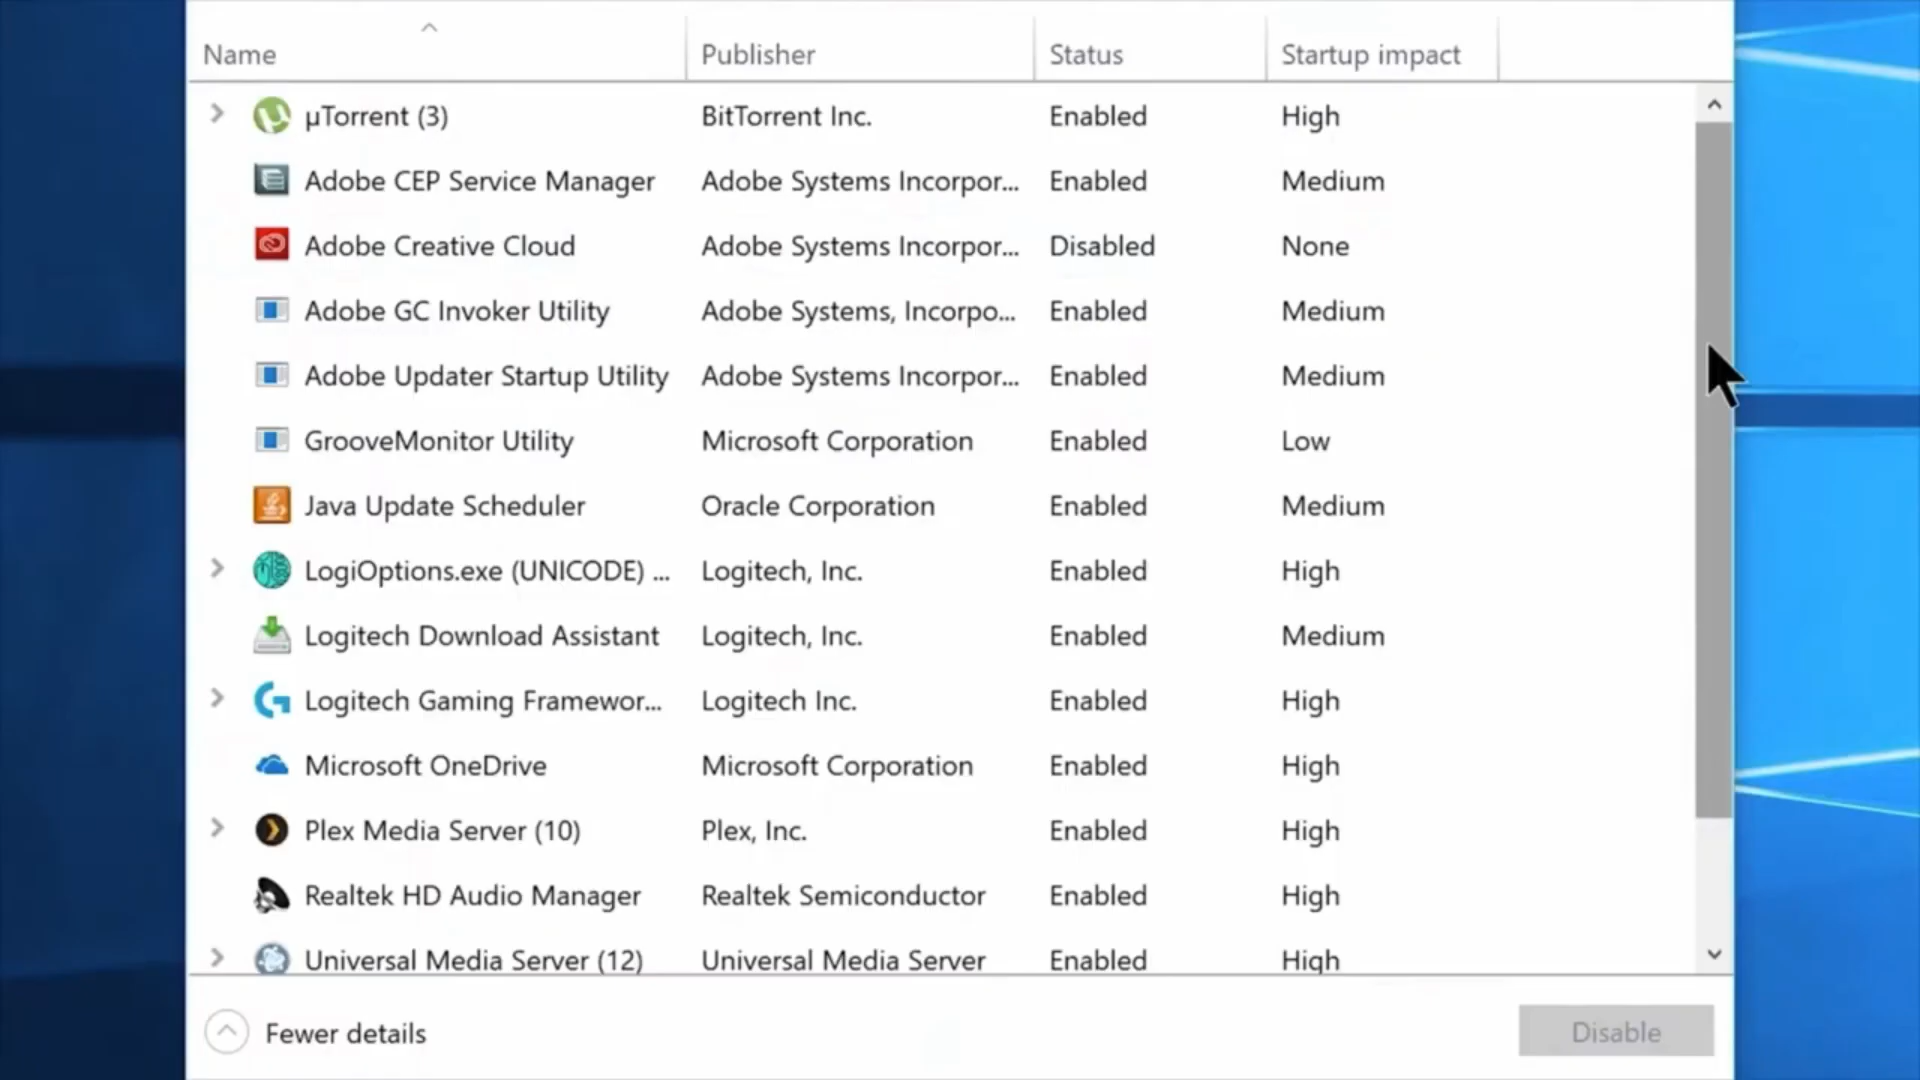 Name Publisher Status Startup impact
µTorrent (3) BitTorrent Inc. Enabled High
Adobe CEP Service Manager Adobe Systems Incorpor... Enabled Medium
Adobe Creative Cloud Adobe Systems Incorpor... Disabled None
Adobe GC Invoker Utility Adobe Systems, Incorpo... Enabled Medium
Adobe Updater Startup Utility Adobe Systems Incorpor... Enabled Medium
GrooveMonitor Utility Microsoft Corporation Enabled Low
Java Update Scheduler Oracle Corporation Enabled Medium
LogiOptions.exe (UNICODE) ... Logitech, Inc. Enabled High
Logitech Download Assistant Logitech, Inc. Enabled Medium
Logitech Gaming Framewor... Logitech Inc. Enabled High
Microsoft OneDrive Microsoft Corporation Enabled High
Plex Media Server (10) Plex, Inc. Enabled High
Realtek HD Audio Manager Realtek Semiconductor Enabled High
Universal Media Server (12) Universal Media Server Enabled High
Fewer details Disable